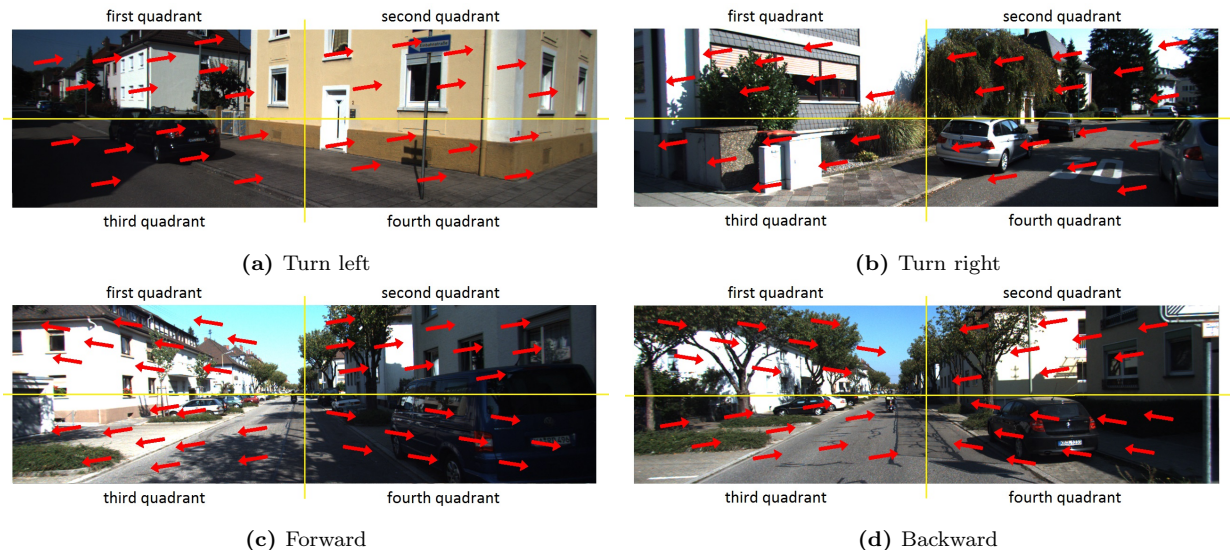 first quadrant second quadrant
third quadrant fourth quadrant
(a) Turn left
first quadrant second quadrant
third quadrant fourth quadrant
(b) Turn right
first quadrant second quadrant
third quadrant fourth quadrant
(c) Forward
first quadrant second quadrant
third quadrant fourth quadrant
(d) Backward